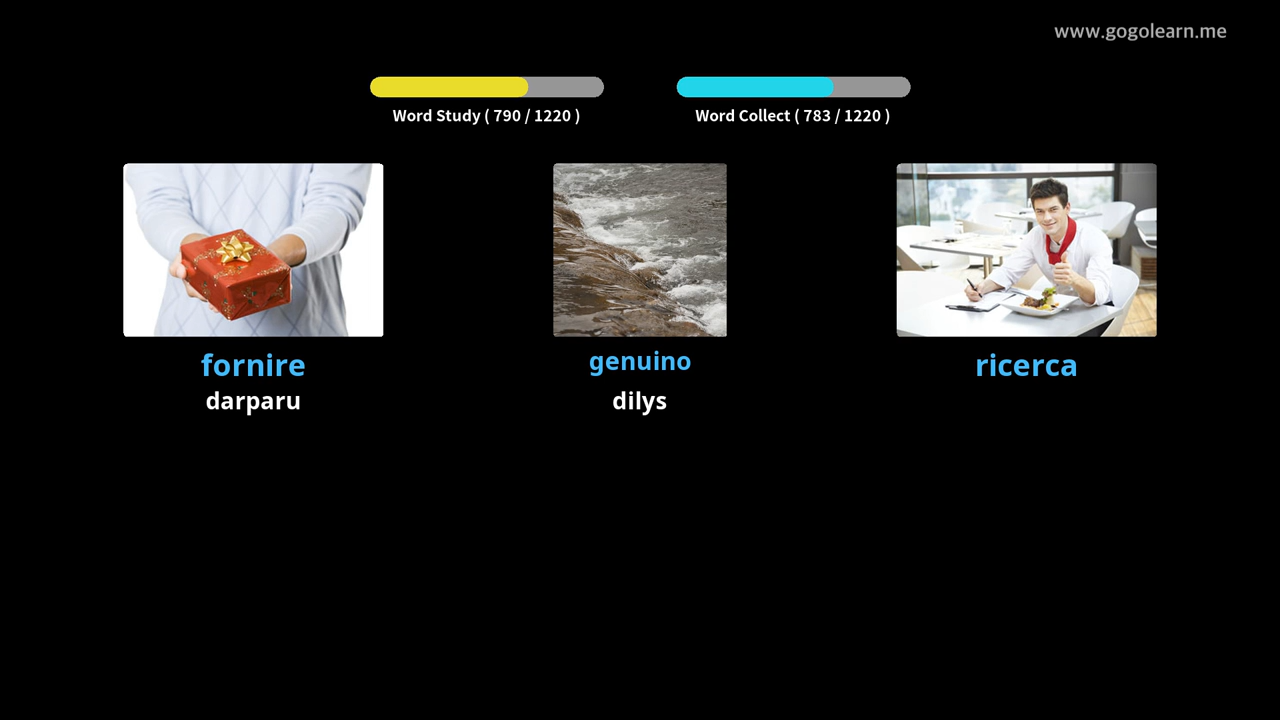 www.gogolearn.me
Word Study ( 790 / 1220 )
Word Collect ( 783 / 1220 )
fornire
darparu
genuino
dilys
ricerca